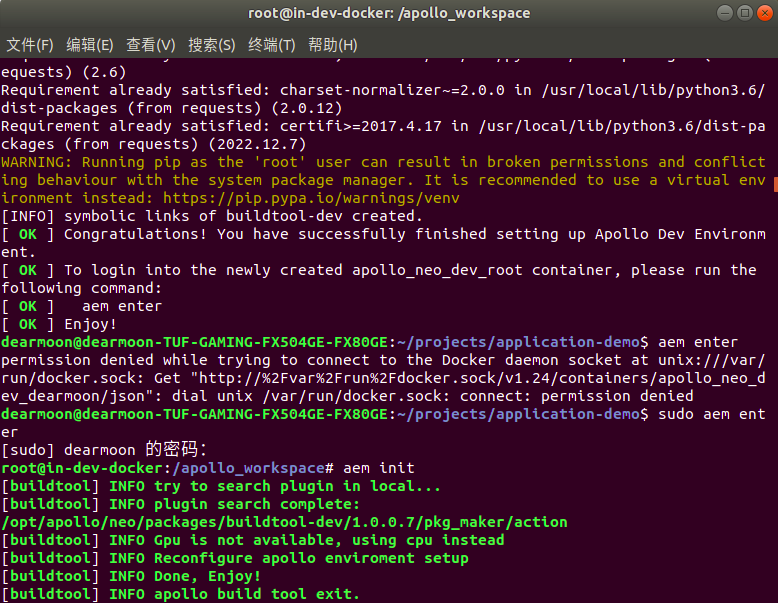 root@in-dev-docker: /apollo_workspace
文件(F) 编辑(E) 查看(V) 搜索(S) 终端(T) 帮助(H)
equests) (2.6)
Requirement already satisfied: charset-normalizer~=2.0.0 in /usr/local/lib/python3.6/
dist-packages (from requests) (2.0.12)
Requirement already satisfied: certifi>=2017.4.17 in /usr/local/lib/python3.6/dist-pa
ckages (from requests) (2022.12.7)
WARNING: Running pip as the 'root' user can result in broken permissions and conflict
ing behaviour with the system package manager. It is recommended to use a virtual env
ironment instead: https://pip.pypa.io/warnings/venv
[INFO] symbolic links of buildtool-dev created.
[ OK ] Congratulations! You have successfully finished setting up Apollo Dev Environm
ent.
[ OK ] To login into the newly created apollo_neo_dev_root container, please run the
following command:
[ OK ]   aem enter
[ OK ] Enjoy!
dearmoon@dearmoon-TUF-GAMING-FX504GE-FX80GE:~/projects/application-demo$ aem enter
permission denied while trying to connect to the Docker daemon socket at unix:///var/
run/docker.sock: Get "http://%2Fvar%2Frun%2Fdocker.sock/v1.24/containers/apollo_neo_d
ev_dearmoon/json": dial unix /var/run/docker.sock: connect: permission denied
dearmoon@dearmoon-TUF-GAMING-FX504GE-FX80GE:~/projects/application-demo$ sudo aem ent
er
[sudo] dearmoon 的密码：
root@in-dev-docker:/apollo_workspace# aem init
[buildtool] INFO try to search plugin in local...
[buildtool] INFO plugin search complete:
/opt/apollo/neo/packages/buildtool-dev/1.0.0.7/pkg_maker/action
[buildtool] INFO Gpu is not available, using cpu instead
[buildtool] INFO Reconfigure apollo enviroment setup
[buildtool] INFO Done, Enjoy!
[buildtool] INFO apollo build tool exit.